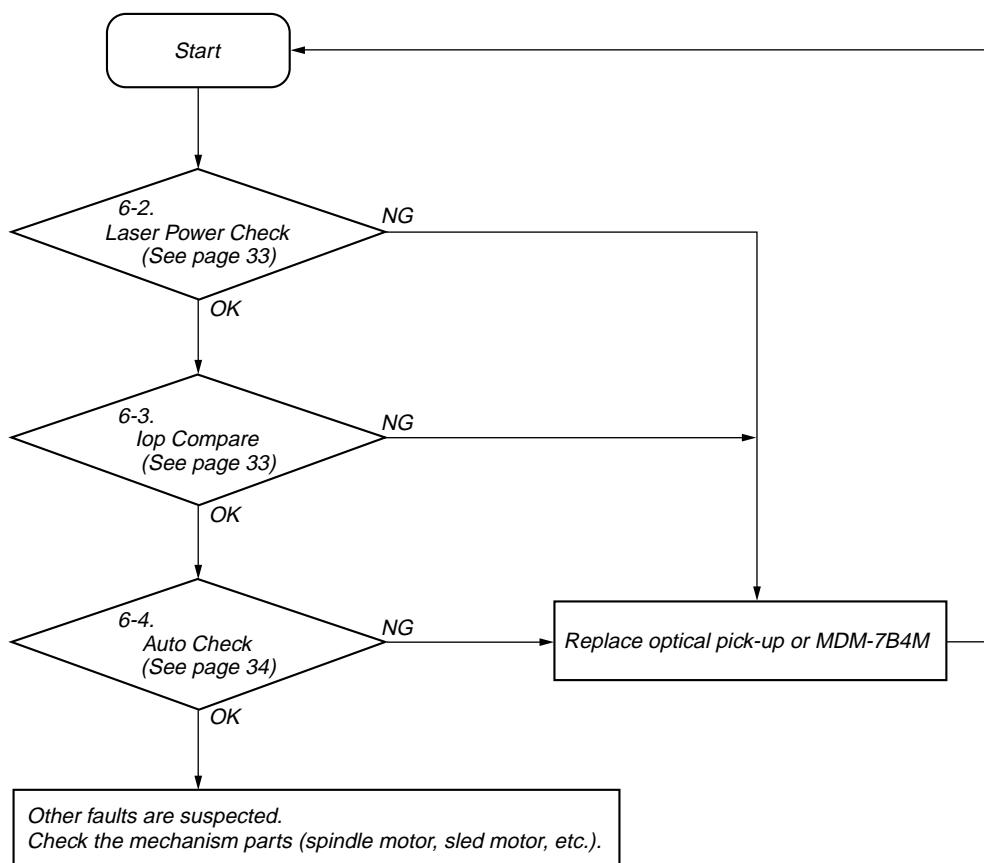 Start
6-2.
Laser Power Check
(See page 33)
NG
OK
6-3.
Iop Compare
(See page 33)
NG
OK
6-4.
Auto Check
(See page 34)
NG
Replace optical pick-up or MDM-7B4M
OK
Other faults are suspected.
Check the mechanism parts (spindle motor, sled motor, etc.).